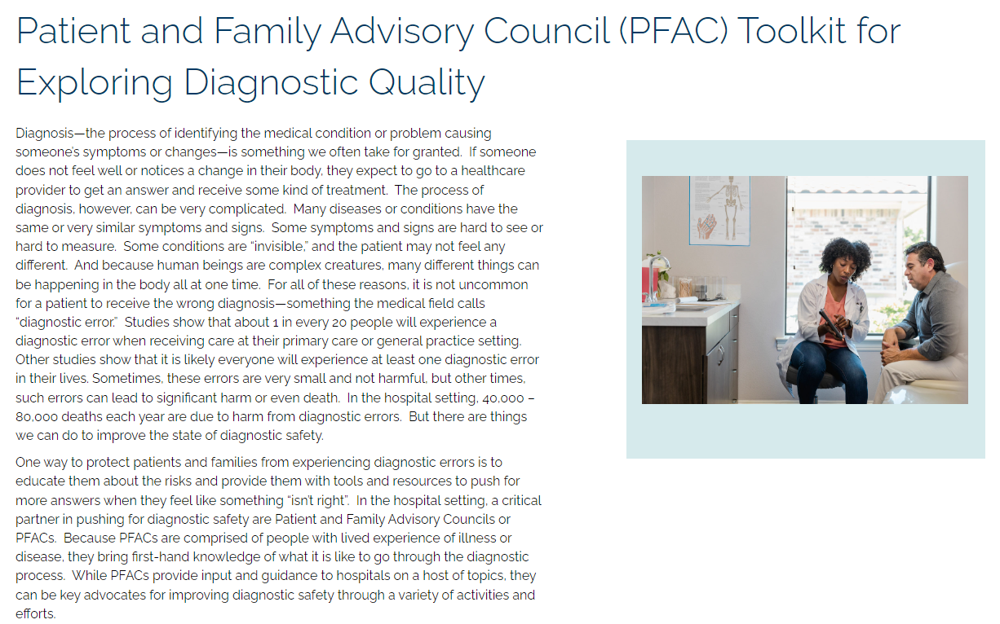 Patient and Family Advisory Council (PFAC) Toolkit for
Exploring Diagnostic Quality
Diagnosis—the process of identifying the medical condition or problem causing
someone's symptoms or changes—is something we often take for granted.  If someone
does not feel well or notices a change in their body, they expect to go to a healthcare
provider to get an answer and receive some kind of treatment.  The process of
diagnosis, however, can be very complicated.  Many diseases or conditions have the
same or very similar symptoms and signs.  Some symptoms and signs are hard to see or
hard to measure.  Some conditions are “invisible,” and the patient may not feel any
different.  And because human beings are complex creatures, many different things can
be happening in the body all at one time.  For all of these reasons, it is not uncommon
for a patient to receive the wrong diagnosis—something the medical field calls
“diagnostic error.”  Studies show that about 1 in every 20 people will experience a
diagnostic error when receiving care at their primary care or general practice setting.
Other studies show that it is likely everyone will experience at least one diagnostic error
in their lives. Sometimes, these errors are very small and not harmful, but other times,
such errors can lead to significant harm or even death.  In the hospital setting, 40,000 –
80,000 deaths each year are due to harm from diagnostic errors.  But there are things
we can do to improve the state of diagnostic safety.
One way to protect patients and families from experiencing diagnostic errors is to
educate them about the risks and provide them with tools and resources to push for
more answers when they feel like something “isn't right”.  In the hospital setting, a critical
partner in pushing for diagnostic safety are Patient and Family Advisory Councils or
PFACs.  Because PFACs are comprised of people with lived experience of illness or
disease, they bring first-hand knowledge of what it is like to go through the diagnostic
process.  While PFACs provide input and guidance to hospitals on a host of topics, they
can be key advocates for improving diagnostic safety through a variety of activities and
efforts.